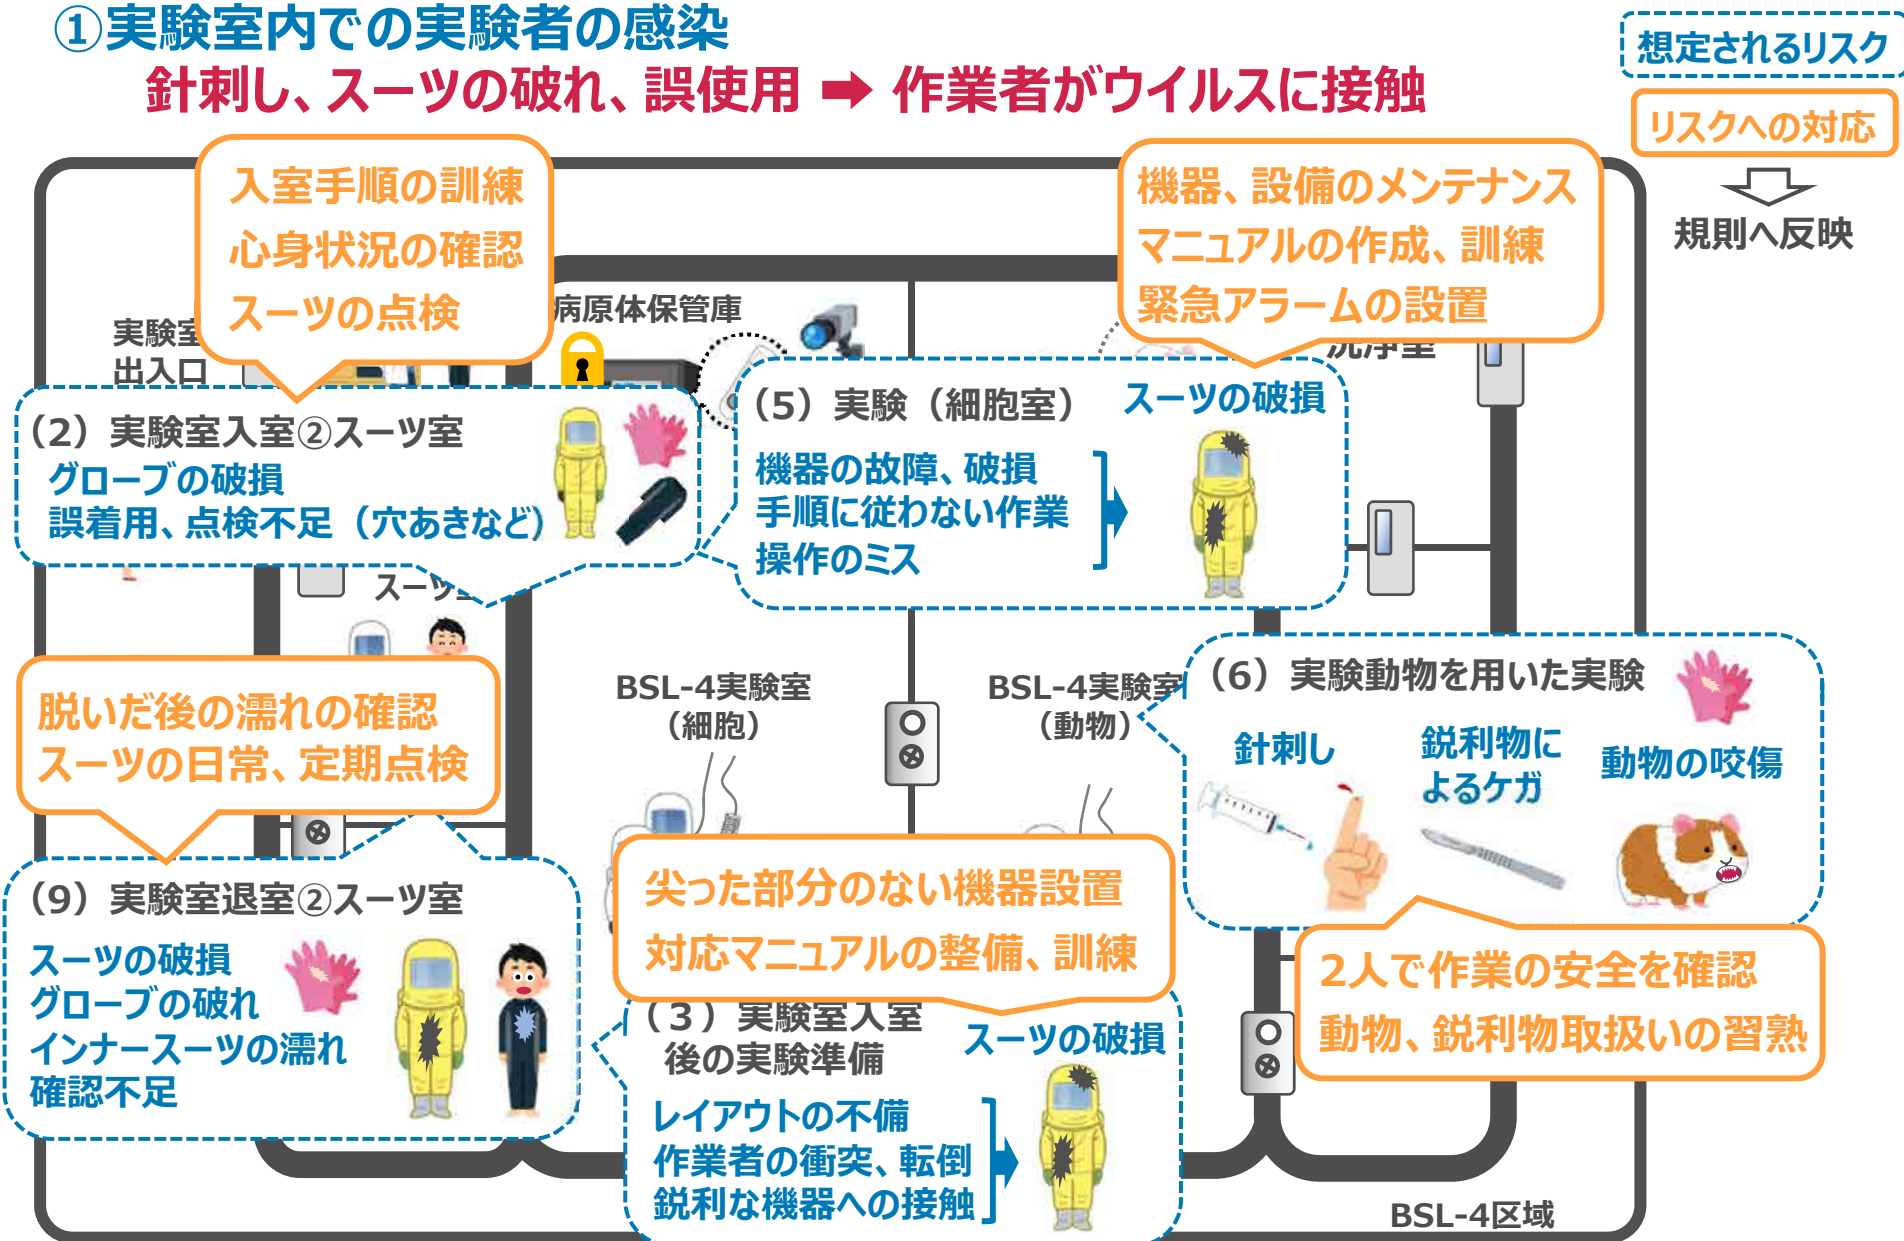 ①実験室内での実験者の感染
針刺し、スーツの破れ、誤使用 ➡ 作業者がウイルスに接触
想定されるリスク
リスクへの対応
規則へ反映
入室手順の訓練
心身状況の確認
スーツの点検
機器、設備のメンテナンス
マニュアルの作成、訓練
緊急アラームの設置
実験室
出入口
病原体保管庫
洗浄室
（2）実験室入室②スーツ室
グローブの破損
誤着用、点検不足（穴あきなど）
（5）実験（細胞室）
スーツの破損
機器の故障、破損
手順に従わない作業
操作のミス
スーツ室
脱いだ後の濡れの確認
スーツの日常、定期点検
BSL-4実験室
（細胞）
BSL-4実験室
（動物）
（6）実験動物を用いた実験
針刺し
鋭利物に
よるケガ
動物の咬傷
（9）実験室退室②スーツ室
スーツの破損
グローブの破れ
インナースーツの濡れ
確認不足
尖った部分のない機器設置
対応マニュアルの整備、訓練
2人で作業の安全を確認
動物、鋭利物取扱いの習熟
（３）実験室入室
後の実験準備
スーツの破損
レイアウトの不備
作業者の衝突、転倒
鋭利な機器への接触
BSL-4区域